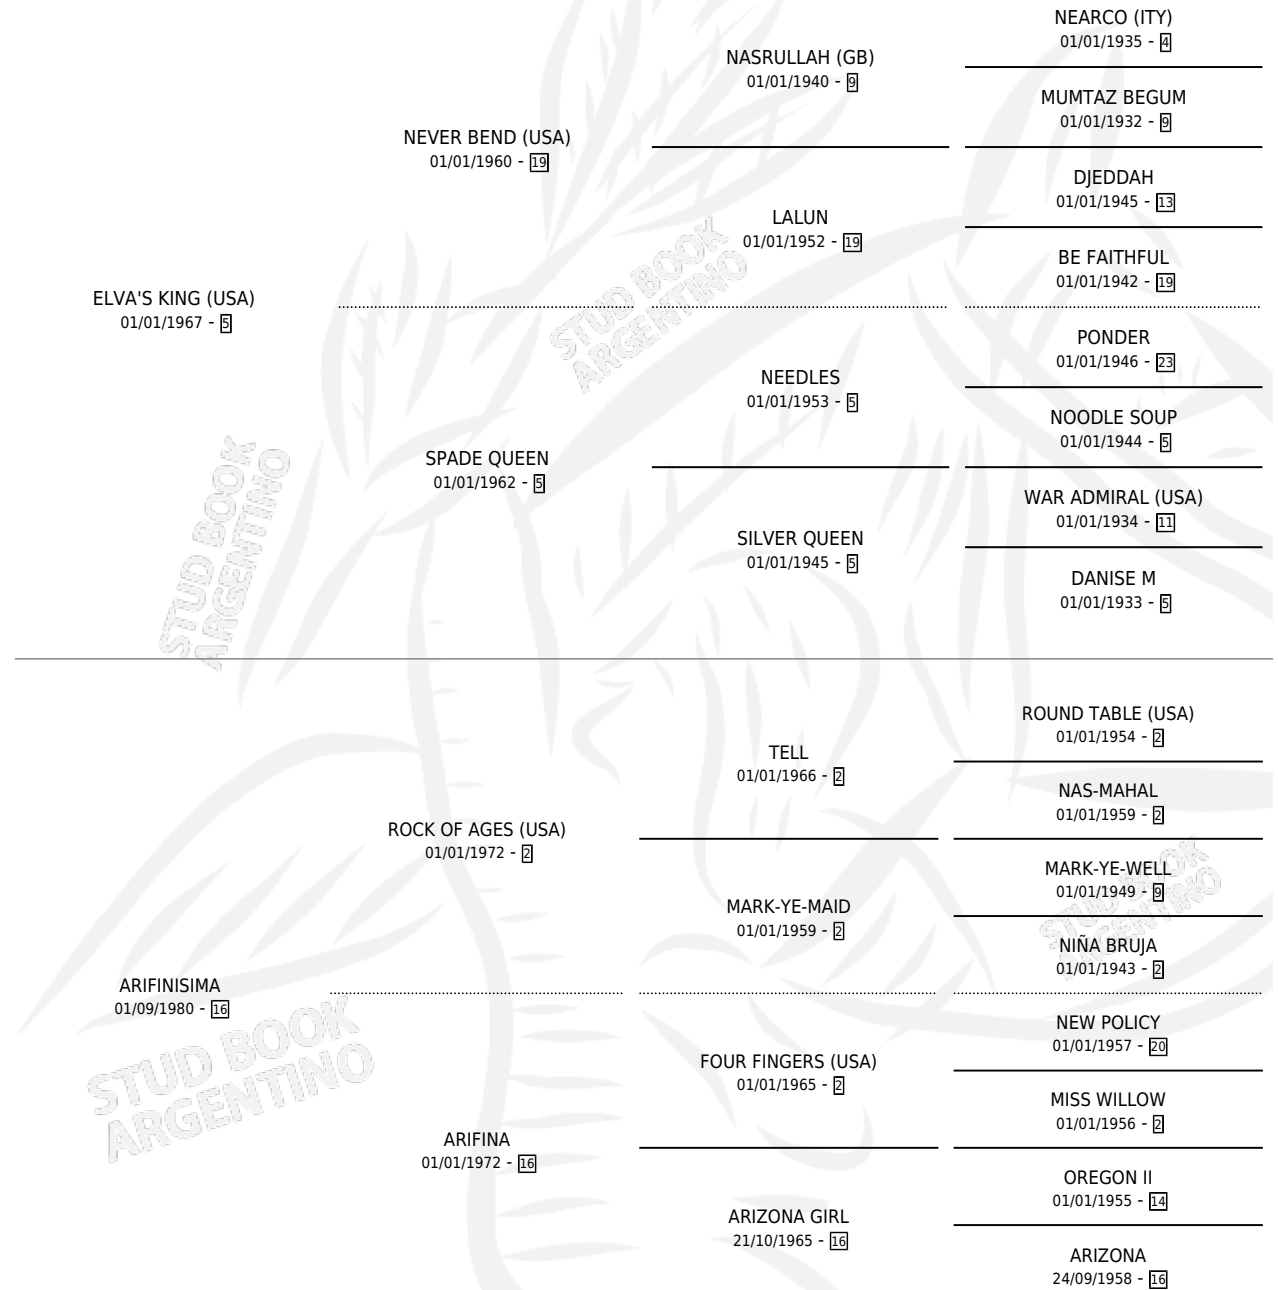 NEARCO (ITY)
01/01/1935 - 4
NASRULLAH (GB)
01/01/1940 - 9
MUMTAZ BEGUM
01/01/1932 - 9
NEVER BEND (USA)
01/01/1960 - 19
DJEDDAH
01/01/1945 - 13
LALUN
01/01/1952 - 19
BE FAITHFUL
01/01/1942 - 19
ELVA'S KING (USA)
01/01/1967 - 5
PONDER
01/01/1946 - 23
NEEDLES
01/01/1953 - 5
NOODLE SOUP
01/01/1944 - 5
SPADE QUEEN
01/01/1962 - 5
WAR ADMIRAL (USA)
01/01/1934 - 11
SILVER QUEEN
01/01/1945 - 5
DANISE M
01/01/1933 - 5
ROUND TABLE (USA)
01/01/1954 - 2
TELL
01/01/1966 - 2
NAS-MAHAL
01/01/1959 - 2
ROCK OF AGES (USA)
01/01/1972 - 2
MARK-YE-WELL
01/01/1949 - 9
MARK-YE-MAID
01/01/1959 - 2
NIÑA BRUJA
01/01/1943 - 2
ARIFINISIMA
01/09/1980 - 16
NEW POLICY
01/01/1957 - 20
FOUR FINGERS (USA)
01/01/1965 - 2
MISS WILLOW
01/01/1956 - 2
ARIFINA
01/01/1972 - 16
OREGON II
01/01/1955 - 14
ARIZONA GIRL
21/10/1965 - 16
ARIZONA
24/09/1958 - 16
STUD BOOK
ARGENTINO
STUD BOOK
ARGENTINO
STUD BOOK
ARGENTINO
STUD BOOK
ARGENTINO